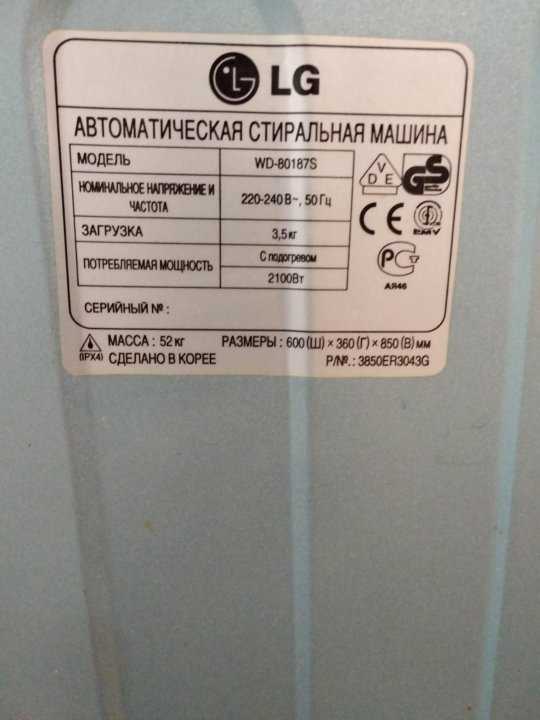 LG
АВТОМАТИЧЕСКАЯ СТИРАЛЬНАЯ МАШИНА
МОДЕЛЬ WD-80187S
НОМИНАЛЬНОЕ НАПРЯЖЕНИЕ И ЧАСТОТА 220-240 В~, 50 Гц
ЗАГРУЗКА 3,5 кг
ПОТРЕБЛЯЕМАЯ МОЩНОСТЬ С подогревом
2100Вт
СЕРИЙНЫЙ № :
V
D E
GS
CE
EMV
PC
АЯ46
(IPX4)
МАССА : 52 кг РАЗМЕРЫ : 600 (Ш) × 360 (Г) × 850 (В) мм
СДЕЛАНО В КОРЕЕ P/№. : 3850ER3043G